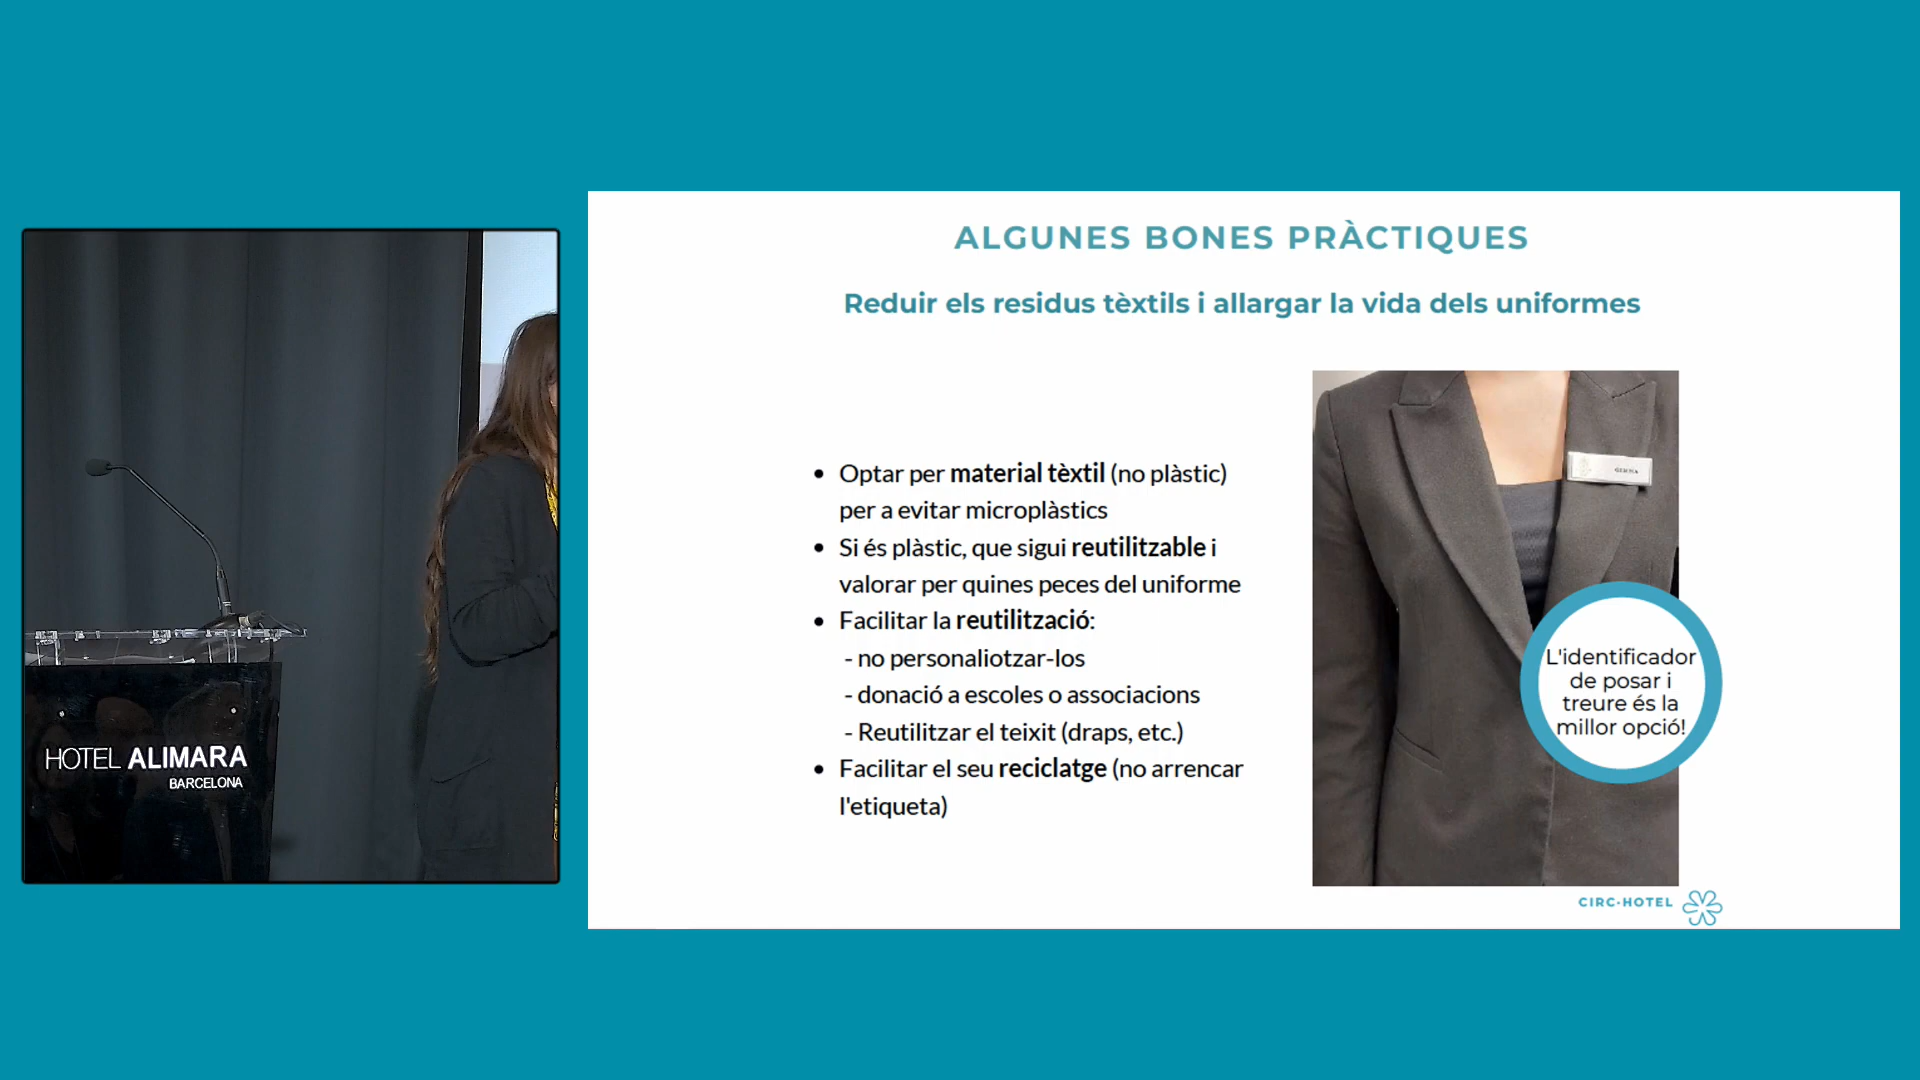 HOTEL ALIMARA
BARCELONA
ALGUNES BONES PRÀCTIQUES
Reduir els residus tèxtils i allargar la vida dels uniformes
• Optar per material tèxtil (no plàstic)
per a evitar microplàstics
• Si és plàstic, que sigui reutilitzable i
valorar per quines peces del uniforme
• Facilitar la reutilització:
- no personaliotzar-los
- donació a escoles o associacions
- Reutilitzar el teixit (draps, etc.)
• Facilitar el seu reciclatge (no arrencar
l'etiqueta)
L'identificador
de posar i
treure és la
millor opció!
CIRC·HOTEL